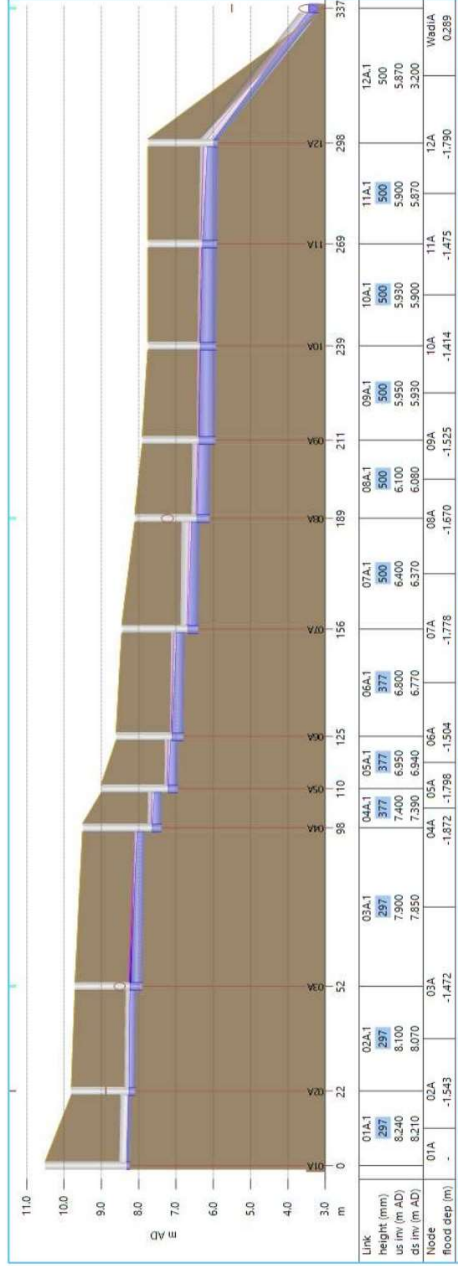 11.0
10.0
9.0
8.0
7.0
6.0
5.0
4.0
3.0
m AD
01A 02A 03A 04A 05A 06A 07A 08A 09A 10A 11A 12A
m 0 22 52 98 110 125 156 189 211 239 269 298 337
Link 01A.1 02A.1 03A.1 04A.1 05A.1 06A.1 07A.1 08A.1 09A.1 10A.1 11A.1 12A.1
height (mm) 297 297 297 377 377 377 500 500 500 500 500 500
us inv (m AD) 8.240 8.100 7.900 7.400 6.950 6.800 6.400 6.100 5.950 5.930 5.900 5.870
ds inv (m AD) 8.210 8.070 7.850 7.390 6.940 6.770 6.370 6.080 5.930 5.900 5.870 3.200
Node 01A 02A 03A 04A 05A 06A 07A 08A 09A 10A 11A 12A WadiA
flood dep (m) - -1.543 -1.472 -1.872 -1.798 -1.504 -1.778 -1.670 -1.525 -1.414 -1.475 -1.790 0.289